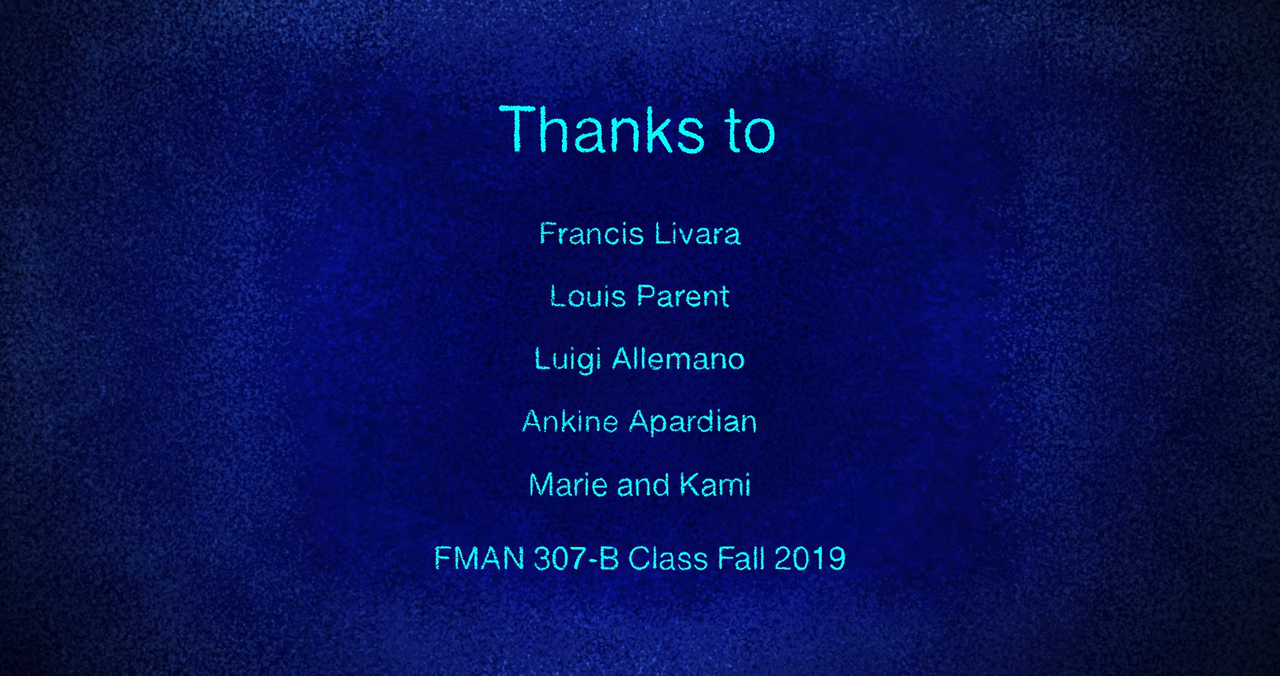 Thanks to
Francis Livara
Louis Parent
Luigi Allemano
Ankine Apardian
Marie and Kami
FMAN 307-B Class Fall 2019